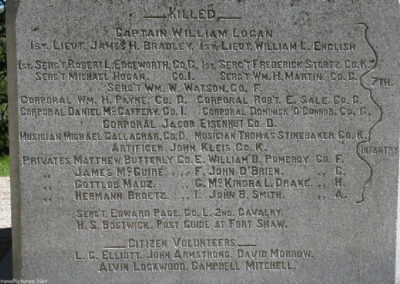 KILLED
CAPTAIN WILLIAM LOGAN
1ST. LIEUT. JAMES H. BRADLEY, 1ST. LIEUT. WILLIAM L. ENGLISH
1ST. SERG'T ROBERT L. EDGEWORTH, CO. G, 1ST. SERG'T FREDERICK STORTZ, CO. K.
SERG'T MICHAEL HOGAN. CO. I. SERG'T WM. H. MARTIN. CO. G.
SERG'T WM. W. WATSON, CO. F.
CORPORAL WM. H. PAYNE, CO. D. CORPORAL ROB'T. E. SALE, CO. G.
CORPORAL DANIEL MCCAFFERY, CO. I. CORPORAL DOMINICK O'CONNOR, CO. G.
CORPORAL JACOB EISENHUT CO. D.
MUSICIAN MICHAEL GALLAGHAR, CO. D, MUSICIAN THOMAS STINEBAKER CO. K.
ARTIFICER JOHN KLEIS CO. K.
PRIVATES MATTHEW BUTTERLY CO. E. WILLIAM D. POMEROY CO. F.
,, JAMES MCGUIRE. ,, F. JOHN O'BRIEN. ,, G.
,, GOTTLOB MAUZ. ,, G. MCKINDRA L. DRAKE, ,, H.
,, HERMANN BROETZ, ,, I. JOHN B. SMITH. ,, A.
7TH.
INFANTRY
SERG'T. EDWARD PAGE. CO. L. 2ND. CAVALRY.
H. S. BOSTWICK. POST GUIDE AT FORT SHAW.
CITIZEN VOLUNTEERS
L. C. ELLIOTT, JOHN ARMSTRONG, DAVID MORROW,
ALVIN LOCKWOOD, CAMPBELL MITCHELL.